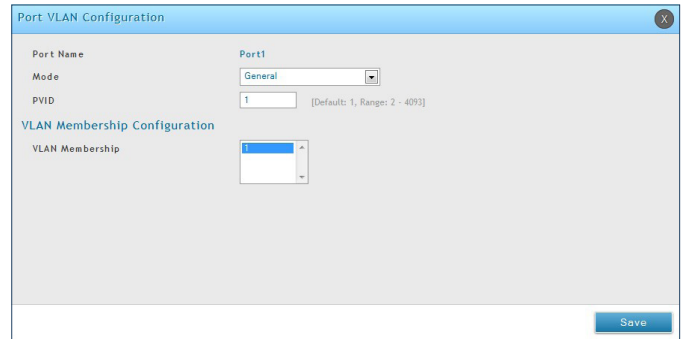 Port VLAN Configuration
X
Port Name Port1
Mode General
PVID 1 [Default: 1, Range: 2 - 4093]
VLAN Membership Configuration
VLAN Membership 1
Save